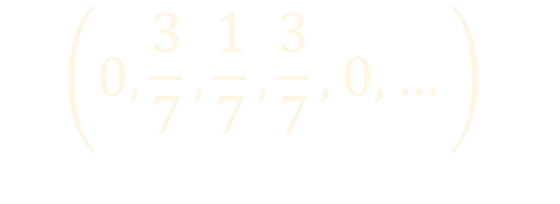 (0, 3/7, 1/7, 3/7, 0, ...)